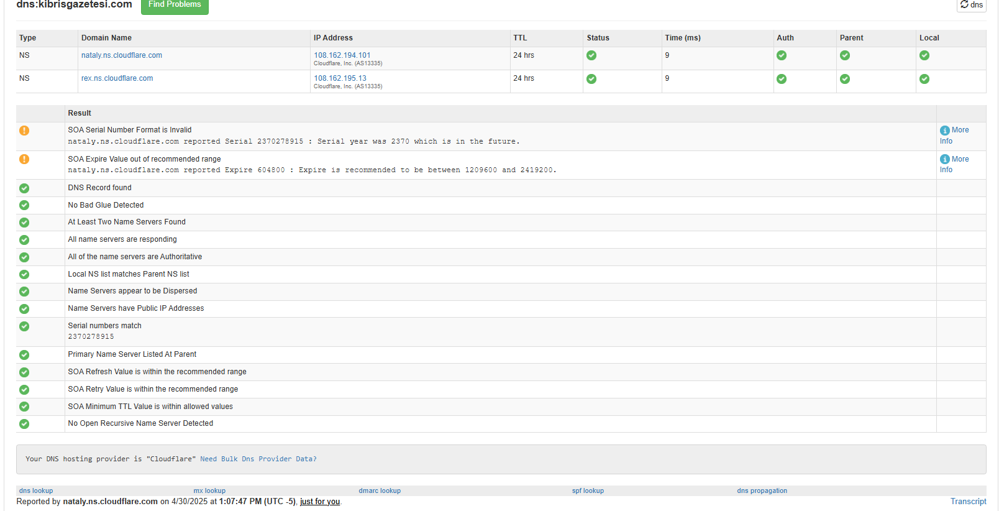 dns:kibrisgazetesi.com Find Problems dns
Type Domain Name IP Address TTL Status Time (ms) Auth Parent Local
NS nataly.ns.cloudflare.com 108.162.194.101 24 hrs 9
Cloudflare, Inc. (AS13335)
NS rex.ns.cloudflare.com 108.162.195.13 24 hrs 9
Cloudflare, Inc. (AS13335)
Result
SOA Serial Number Format is Invalid More
nataly.ns.cloudflare.com reported Serial 2370278915 : Serial year was 2370 which is in the future. Info
SOA Expire Value out of recommended range More
nataly.ns.cloudflare.com reported Expire 604800 : Expire is recommended to be between 1209600 and 2419200. Info
DNS Record found
No Bad Glue Detected
At Least Two Name Servers Found
All name servers are responding
All of the name servers are Authoritative
Local NS list matches Parent NS list
Name Servers appear to be Dispersed
Name Servers have Public IP Addresses
Serial numbers match
2370278915
Primary Name Server Listed At Parent
SOA Refresh Value is within the recommended range
SOA Retry Value is within the recommended range
SOA Minimum TTL Value is within allowed values
No Open Recursive Name Server Detected
Your DNS hosting provider is "Cloudflare" Need Bulk Dns Provider Data?
dns lookup mx lookup dmarc lookup spf lookup dns propagation
Reported by nataly.ns.cloudflare.com on 4/30/2025 at 1:07:47 PM (UTC -5), just for you. Transcript